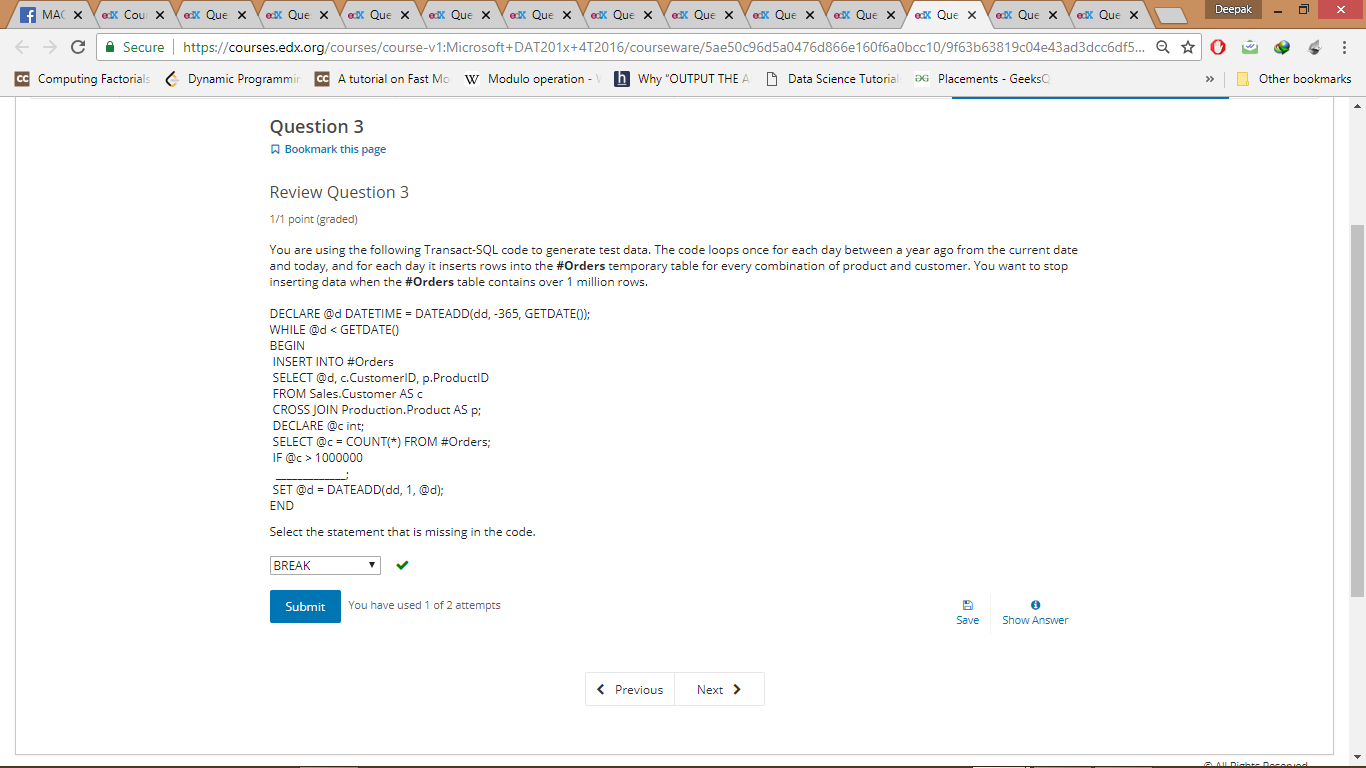 MAC
Cou
Que
Que
Que
Que
Que
Que
Que
Que
Que
Que
Que
Que
Deepak
Secure
https://courses.edx.org/courses/course-v1:Microsoft+DAT201x+4T2016/courseware/5ae50c96d5a0476d866e160f6a0bcc10/9f63b63819c04e43ad3dcc6df5...
Computing Factorials
Dynamic Programmin
A tutorial on Fast Mo
Modulo operation -
Why "OUTPUT THE A
Data Science Tutorial
Placements - GeeksG
»
Other bookmarks
Question 3
Bookmark this page
Review Question 3
1/1 point (graded)
You are using the following Transact-SQL code to generate test data. The code loops once for each day between a year ago from the current date
and today, and for each day it inserts rows into the #Orders temporary table for every combination of product and customer. You want to stop
inserting data when the #Orders table contains over 1 million rows.
DECLARE @d DATETIME = DATEADD(dd, -365, GETDATE());
WHILE @d < GETDATE()
BEGIN
INSERT INTO #Orders
SELECT @d, c.CustomerID, p.ProductID
FROM Sales.Customer AS c
CROSS JOIN Production.Product AS p;
DECLARE @c int;
SELECT @c = COUNT(*) FROM #Orders;
IF @c > 1000000
_____________;
SET @d = DATEADD(dd, 1, @d);
END
Select the statement that is missing in the code.
BREAK
Submit
You have used 1 of 2 attempts
Save
Show Answer
Previous
Next
© All Rights Reserved